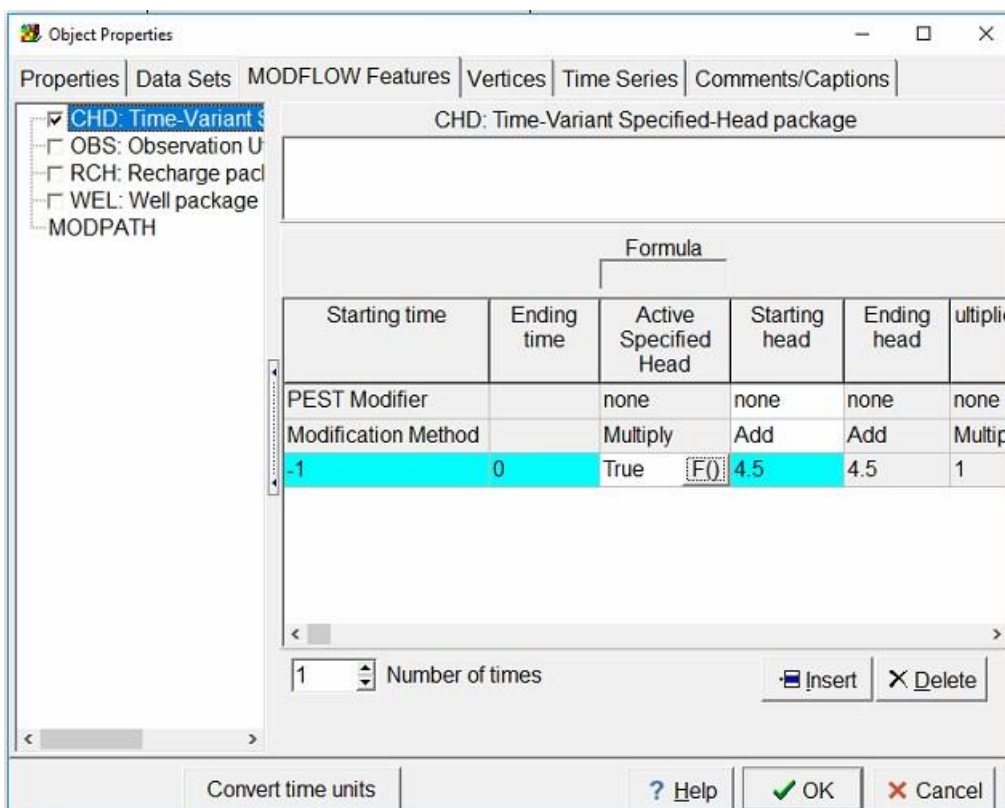 Object Properties
Properties Data Sets MODFLOW Features Vertices Time Series Comments/Captions
CHD: Time-Variant S
OBS: Observation U
RCH: Recharge pac
WEL: Well package
MODPATH
CHD: Time-Variant Specified-Head package
Formula
Starting time Ending time Active Specified Head Starting head Ending head ultiplie
PEST Modifier none none none none
Modification Method Multiply Add Add Multip
-1 0 True F() 4.5 4.5 1
1 Number of times Insert Delete
Convert time units ? Help OK Cancel